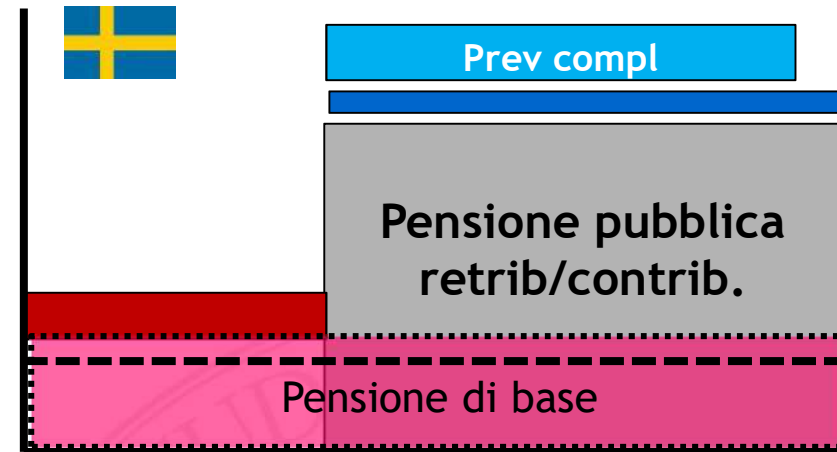 Prev compl
Pensione pubblica
retrib/contrib.
Pensione di base